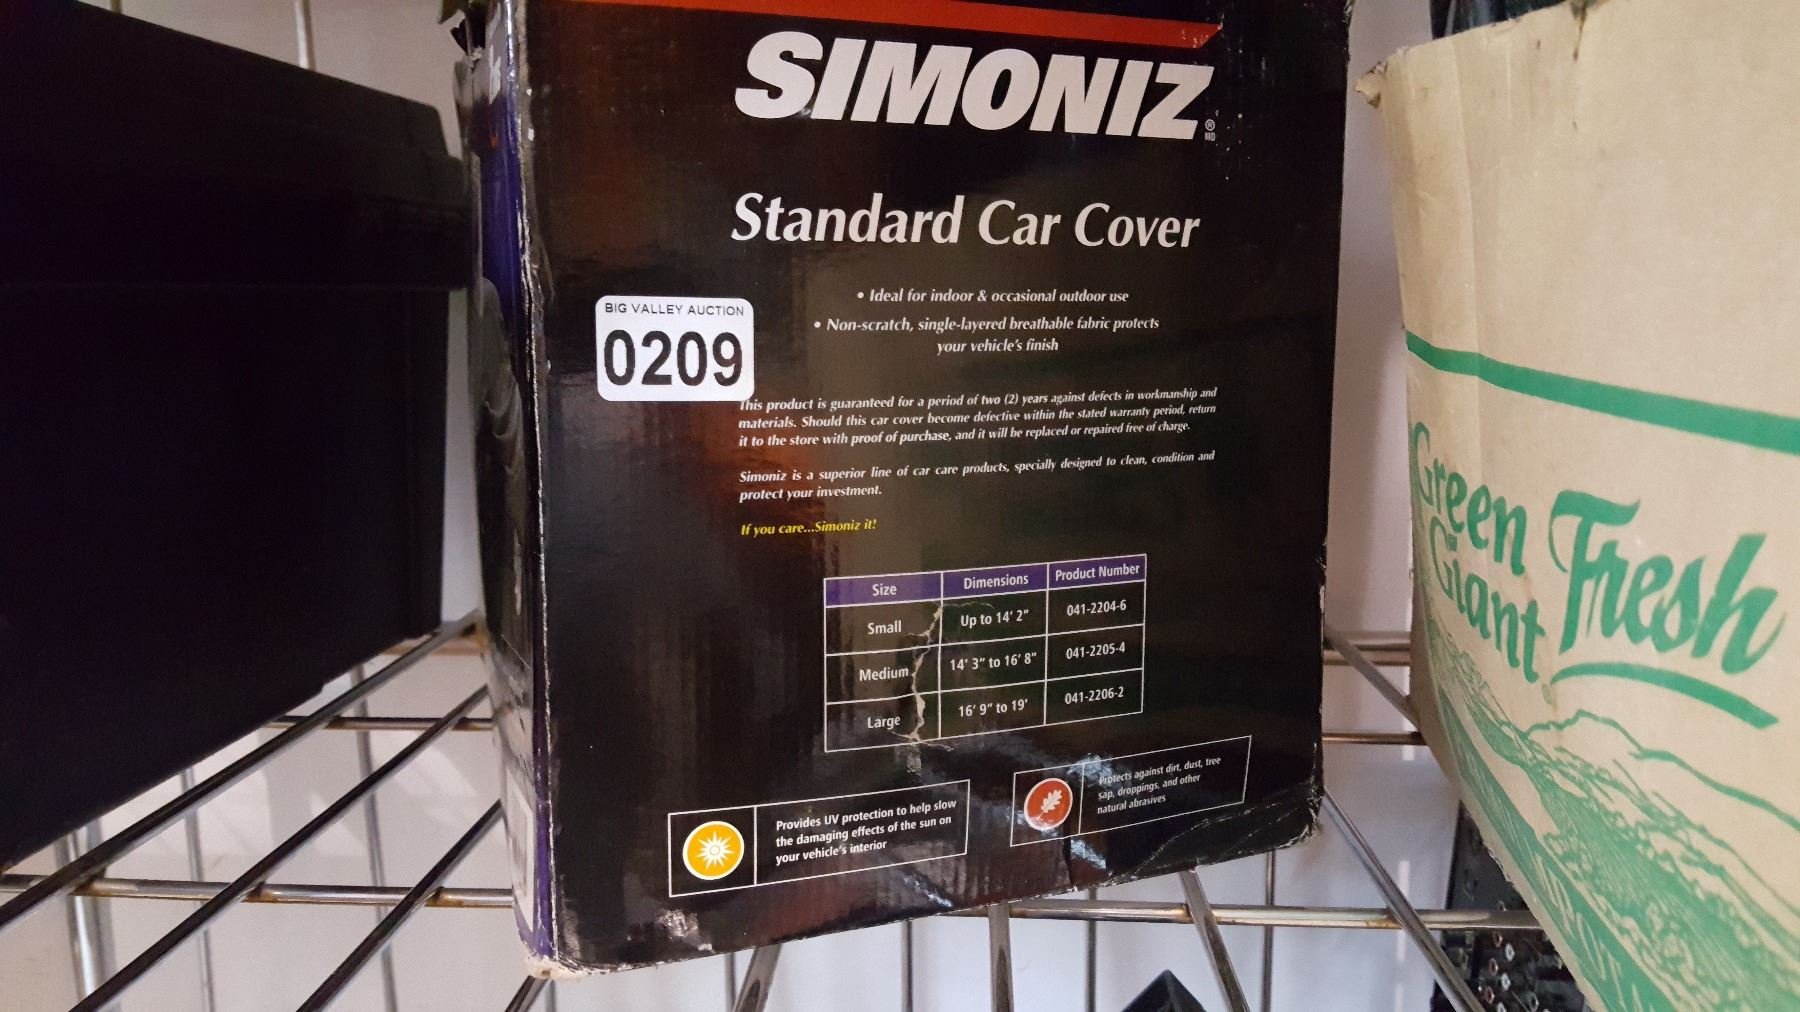 SIMONIZ®
MD
Standard Car Cover
• Ideal for indoor & occasional outdoor use
• Non-scratch, single-layered breathable fabric protects
your vehicle's finish
BIG VALLEY AUCTION
0209
This product is guaranteed for a period of two (2) years against defects in workmanship and
materials. Should this car cover become defective within the stated warranty period, return
it to the store with proof of purchase, and it will be replaced or repaired free of charge.
Simoniz is a superior line of car care products, specially designed to clean, condition and
protect your investment.
If you care...Simoniz it!
Size Dimensions Product Number
Small Up to 14' 2" 041-2204-6
Medium 14' 3" to 16' 8" 041-2205-4
Large 16' 9" to 19' 041-2206-2
Provides UV protection to help slow
the damaging effects of the sun on
your vehicle's interior
Protects against dirt, dust, tree
sap, droppings, and other
natural abrasives
Green
Giant
Fresh